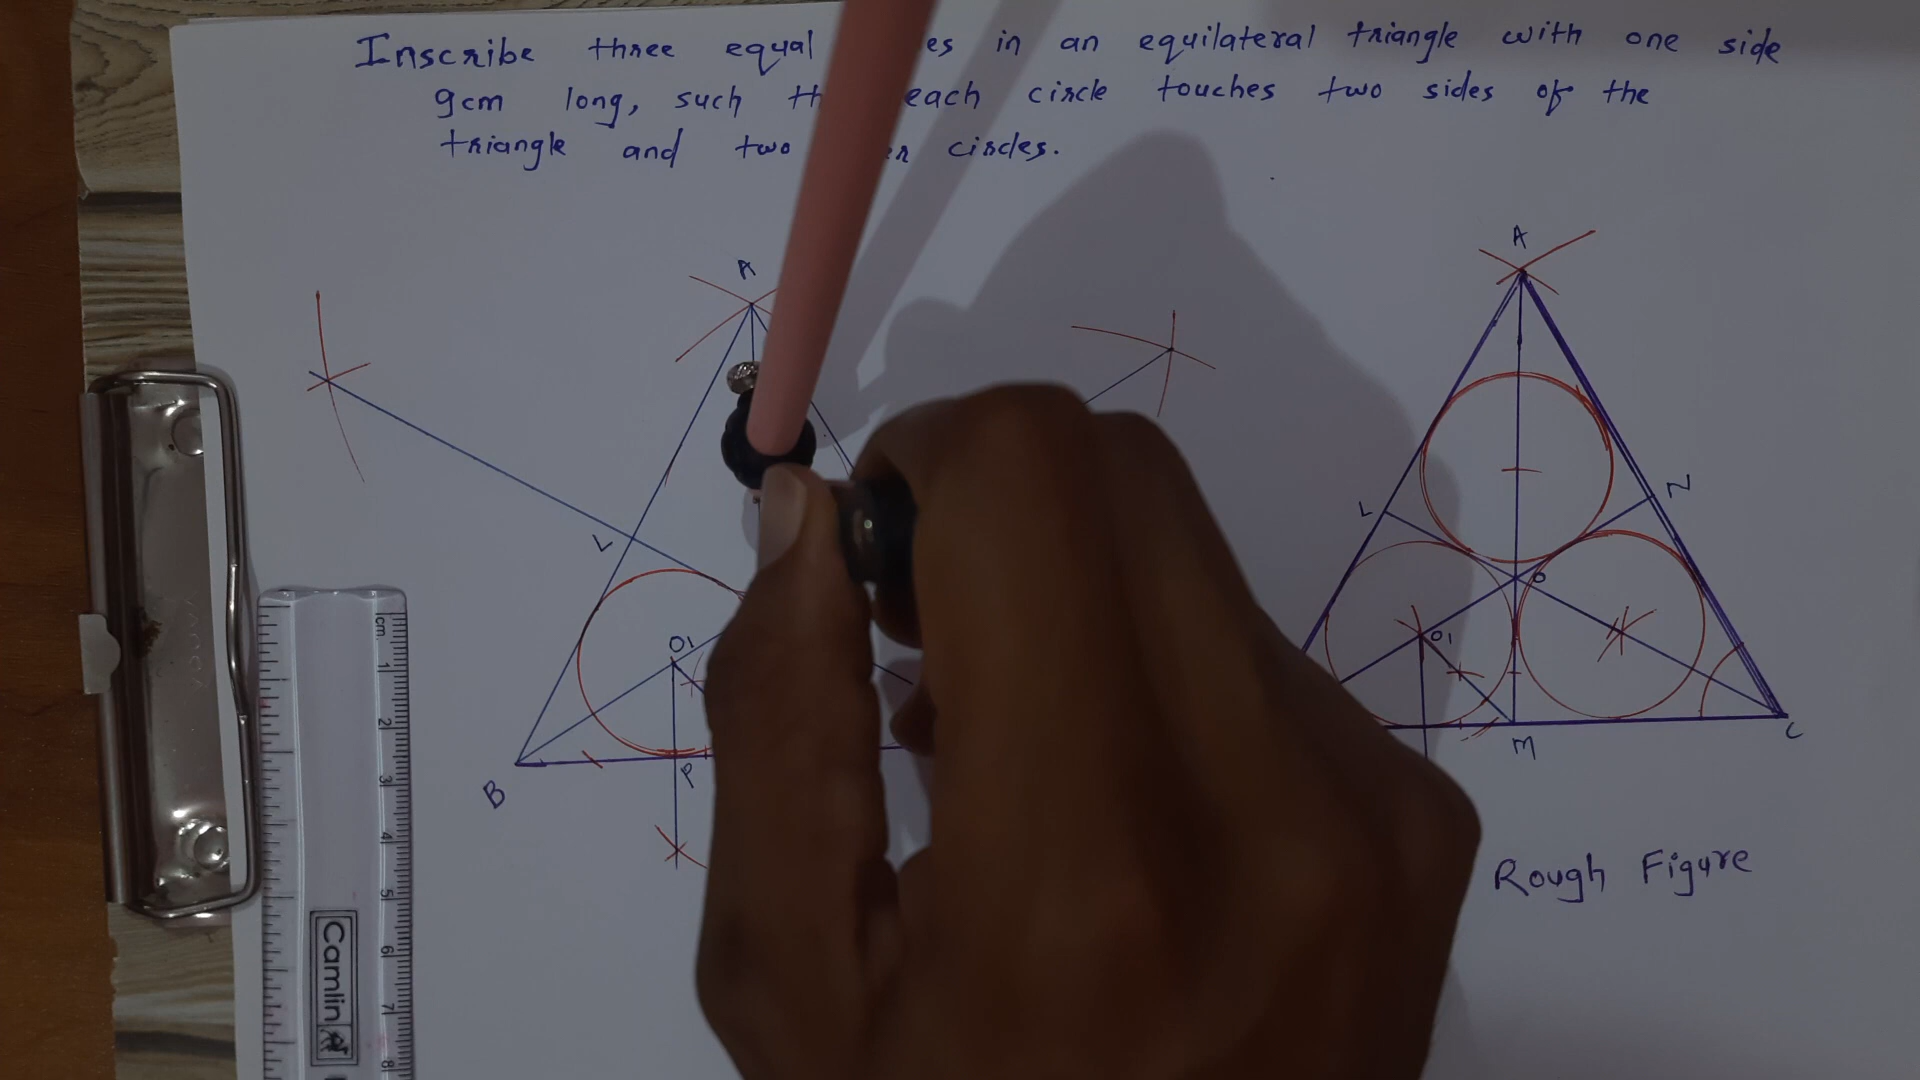 Inscribe three equal es in an equilateral triangle with one side
9cm long, such th each circle touches two sides of the
triangle and two er circles.
A
A
L
N
L
O
O1
O1
P
B
M
C
Rough Figure
cm 1 2 3 4 5 6 7 8
Camlin